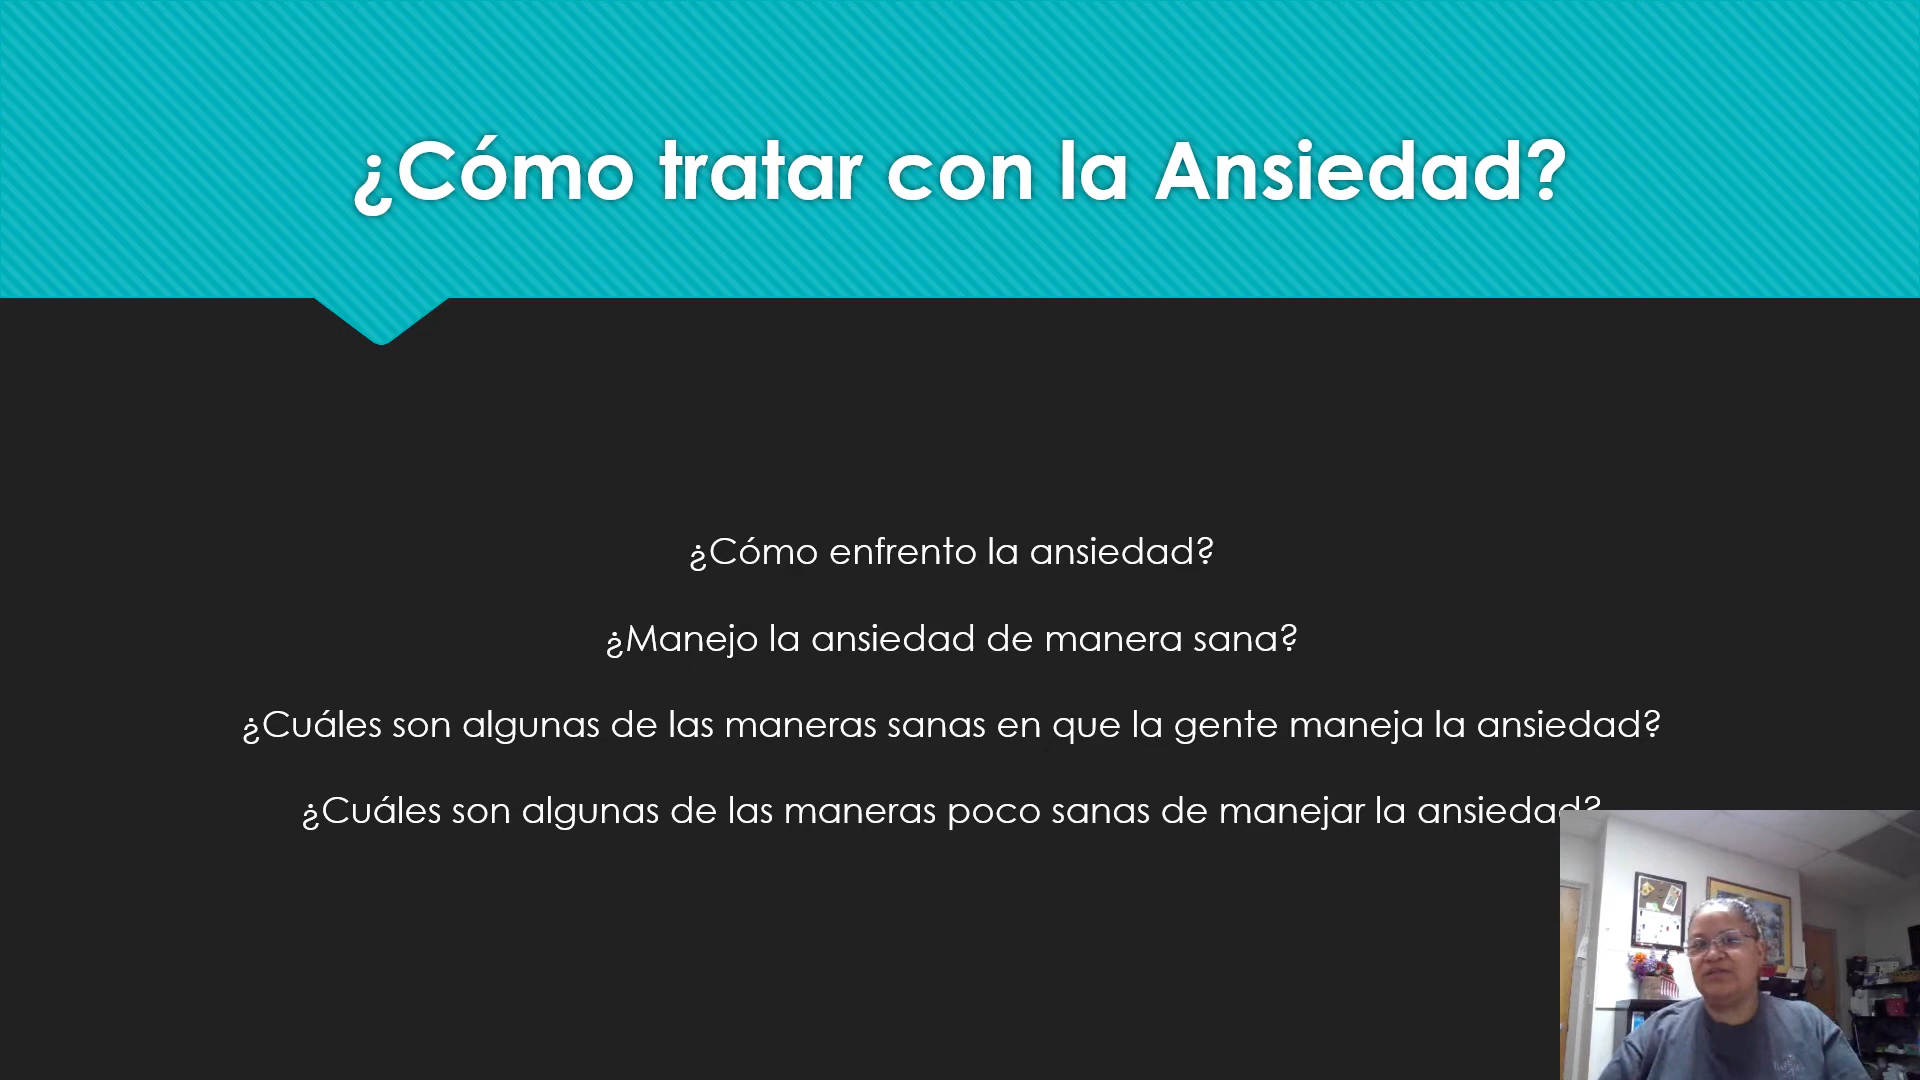 ¿Cómo tratar con la Ansiedad?
¿Cómo enfrento la ansiedad?
¿Manejo la ansiedad de manera sana?
¿Cuáles son algunas de las maneras sanas en que la gente maneja la ansiedad?
¿Cuáles son algunas de las maneras poco sanas de manejar la ansiedad?